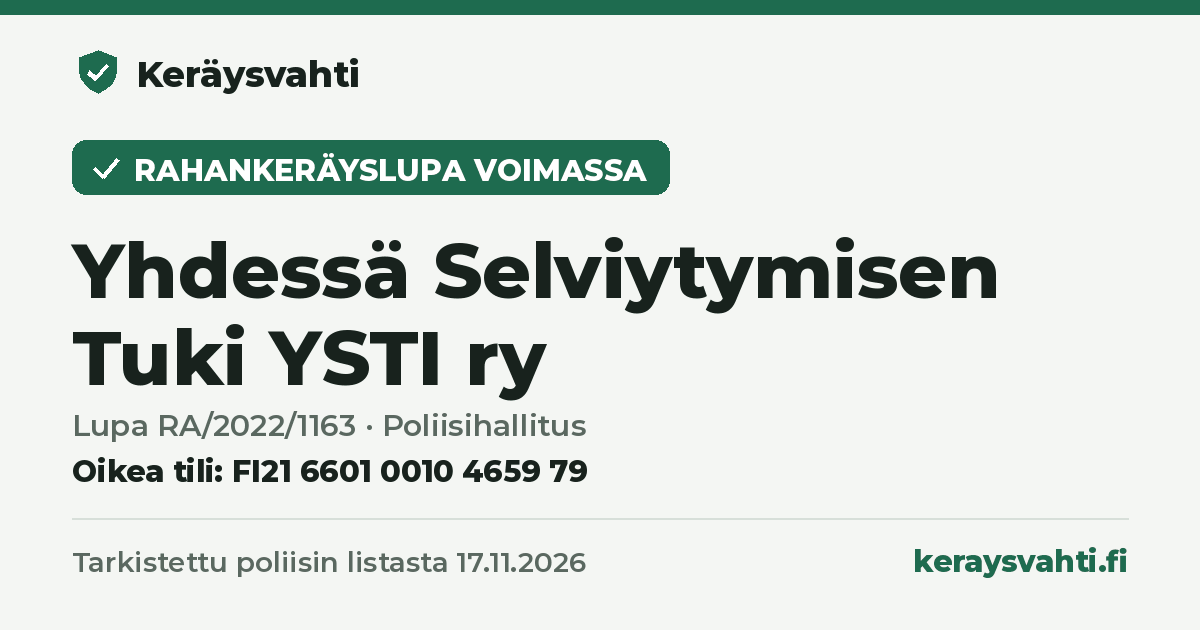 Keräysvahti
RAHANKERÄYSLUPA VOIMASSA
Yhdessä Selviytymisen
Tuki YSTI ry
Lupa RA/2022/1163 · Poliisihallitus
Oikea tili: FI21 6601 0010 4659 79
Tarkistettu poliisin listasta 17.11.2026
keraysvahti.fi